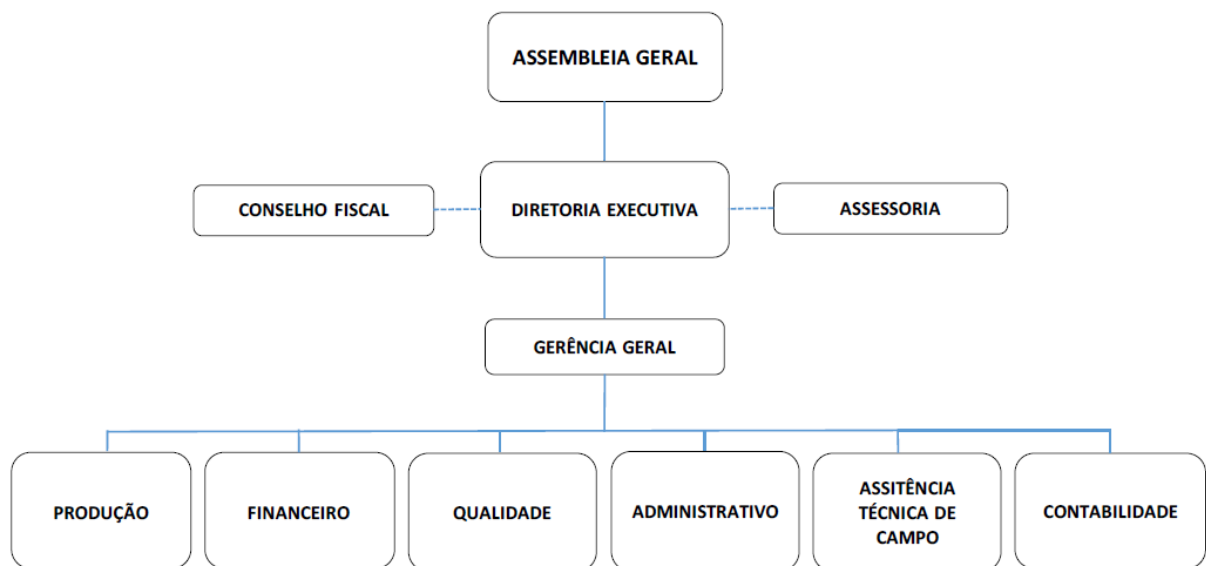 ASSEMBLEIA GERAL
CONSELHO FISCAL
DIRETORIA EXECUTIVA
ASSESSORIA
GERÊNCIA GERAL
PRODUÇÃO
FINANCEIRO
QUALIDADE
ADMINISTRATIVO
ASSITÊNCIA
TÉCNICA DE
CAMPO
CONTABILIDADE